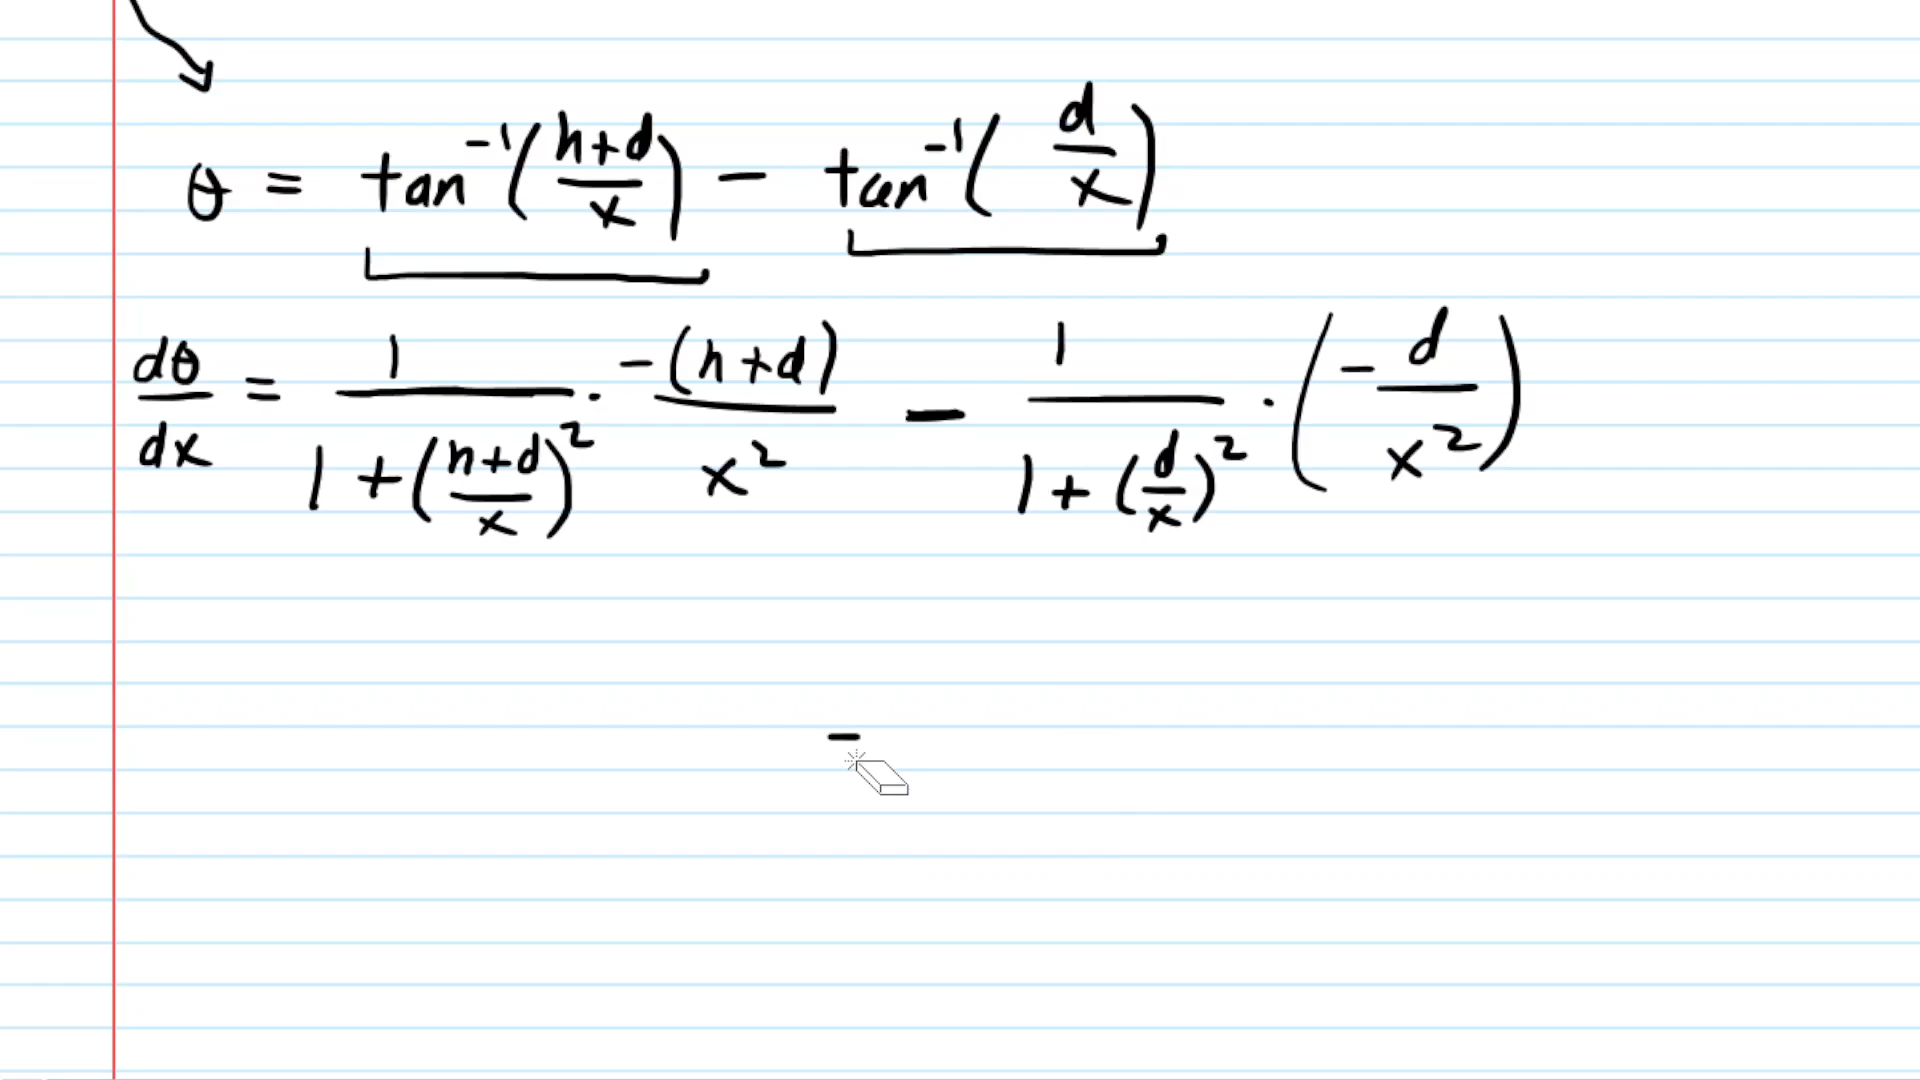 θ = tan⁻¹((h+d)/x) − tan⁻¹(d/x)
dθ/dx = 1/(1+((h+d)/x)²) · −(h+d)/x² − 1/(1+(d/x)²) · (−d/x²)
−